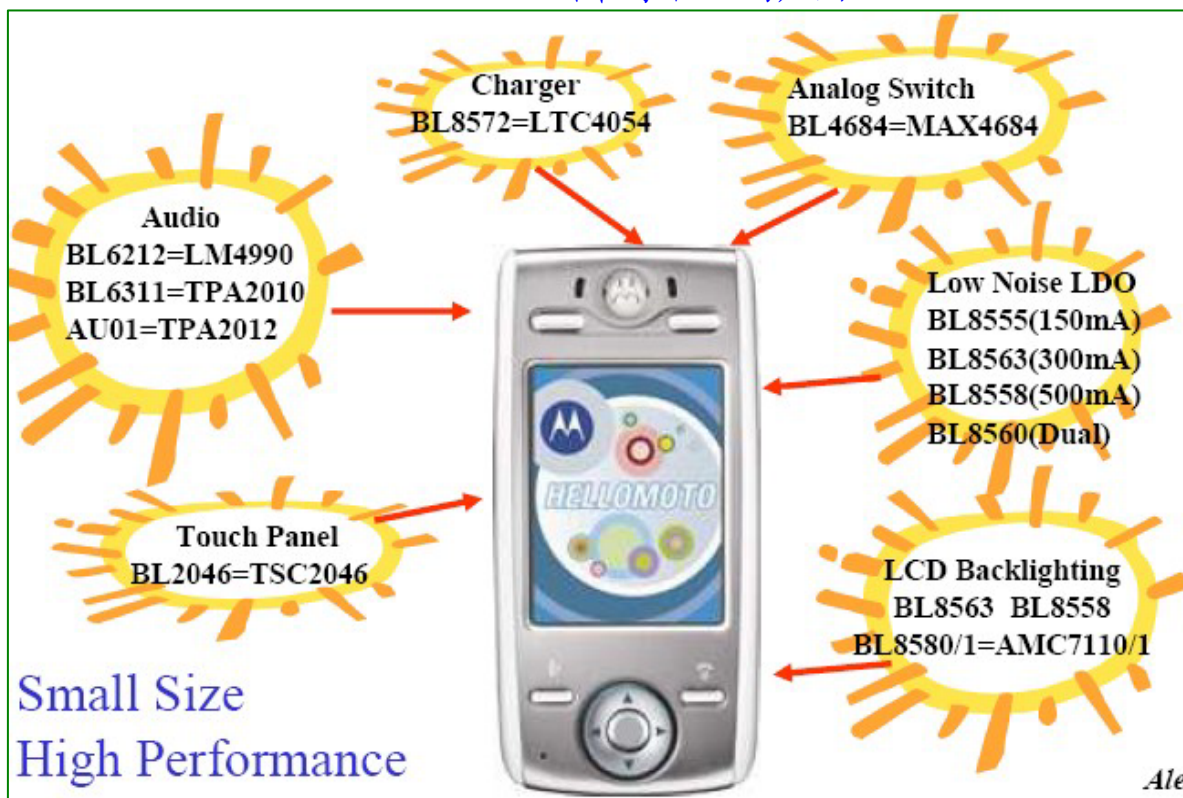 Charger
BL8572=LTC4054
Analog Switch
BL4684=MAX4684
Audio
BL6212=LM4990
BL6311=TPA2010
AU01=TPA2012
Low Noise LDO
BL8555(150mA)
BL8563(300mA)
BL8558(500mA)
BL8560(Dual)
HELLOMOTO
Touch Panel
BL2046=TSC2046
LCD Backlighting
BL8563 BL8558
BL8580/1=AMC7110/1
Small Size
High Performance
Ale